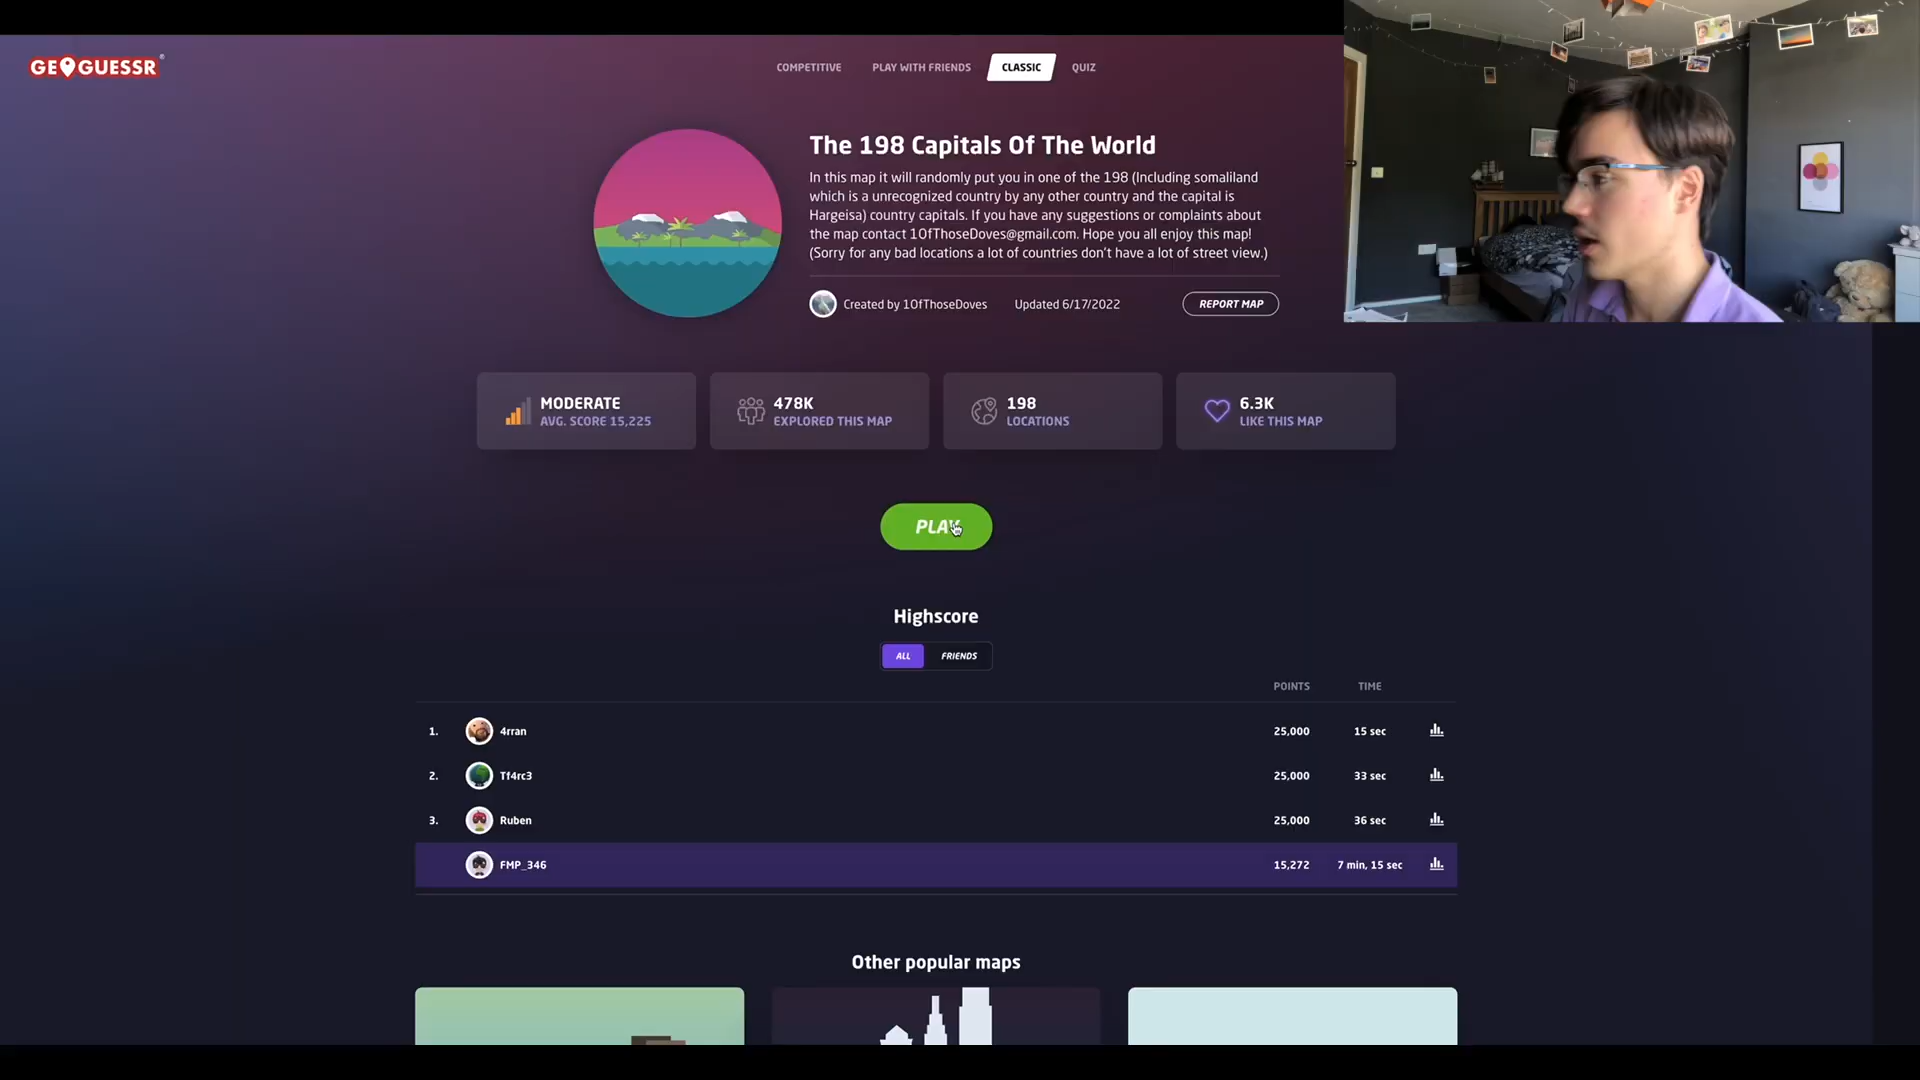 GEOGUESSR
COMPETITIVE
PLAY WITH FRIENDS
CLASSIC
QUIZ
The 198 Capitals Of The World
In this map it will randomly put you in one of the 198 (Including somaliland
which is a unrecognized country by any other country and the capital is
Hargeisa) country capitals. If you have any suggestions or complaints about
the map contact 1OfThoseDoves@gmail.com. Hope you all enjoy this map!
(Sorry for any bad locations a lot of countries don't have a lot of street view.)
Created by 1OfThoseDoves
Updated 6/17/2022
REPORT MAP
MODERATE
AVG. SCORE 15,225
478K
EXPLORED THIS MAP
198
LOCATIONS
6.3K
LIKE THIS MAP
PLAY
Highscore
ALL
FRIENDS
POINTS
TIME
1. 4rran 25,000 15 sec
2. Tf4rc3 25,000 33 sec
3. Ruben 25,000 36 sec
FMP_346 15,272 7 min, 15 sec
Other popular maps